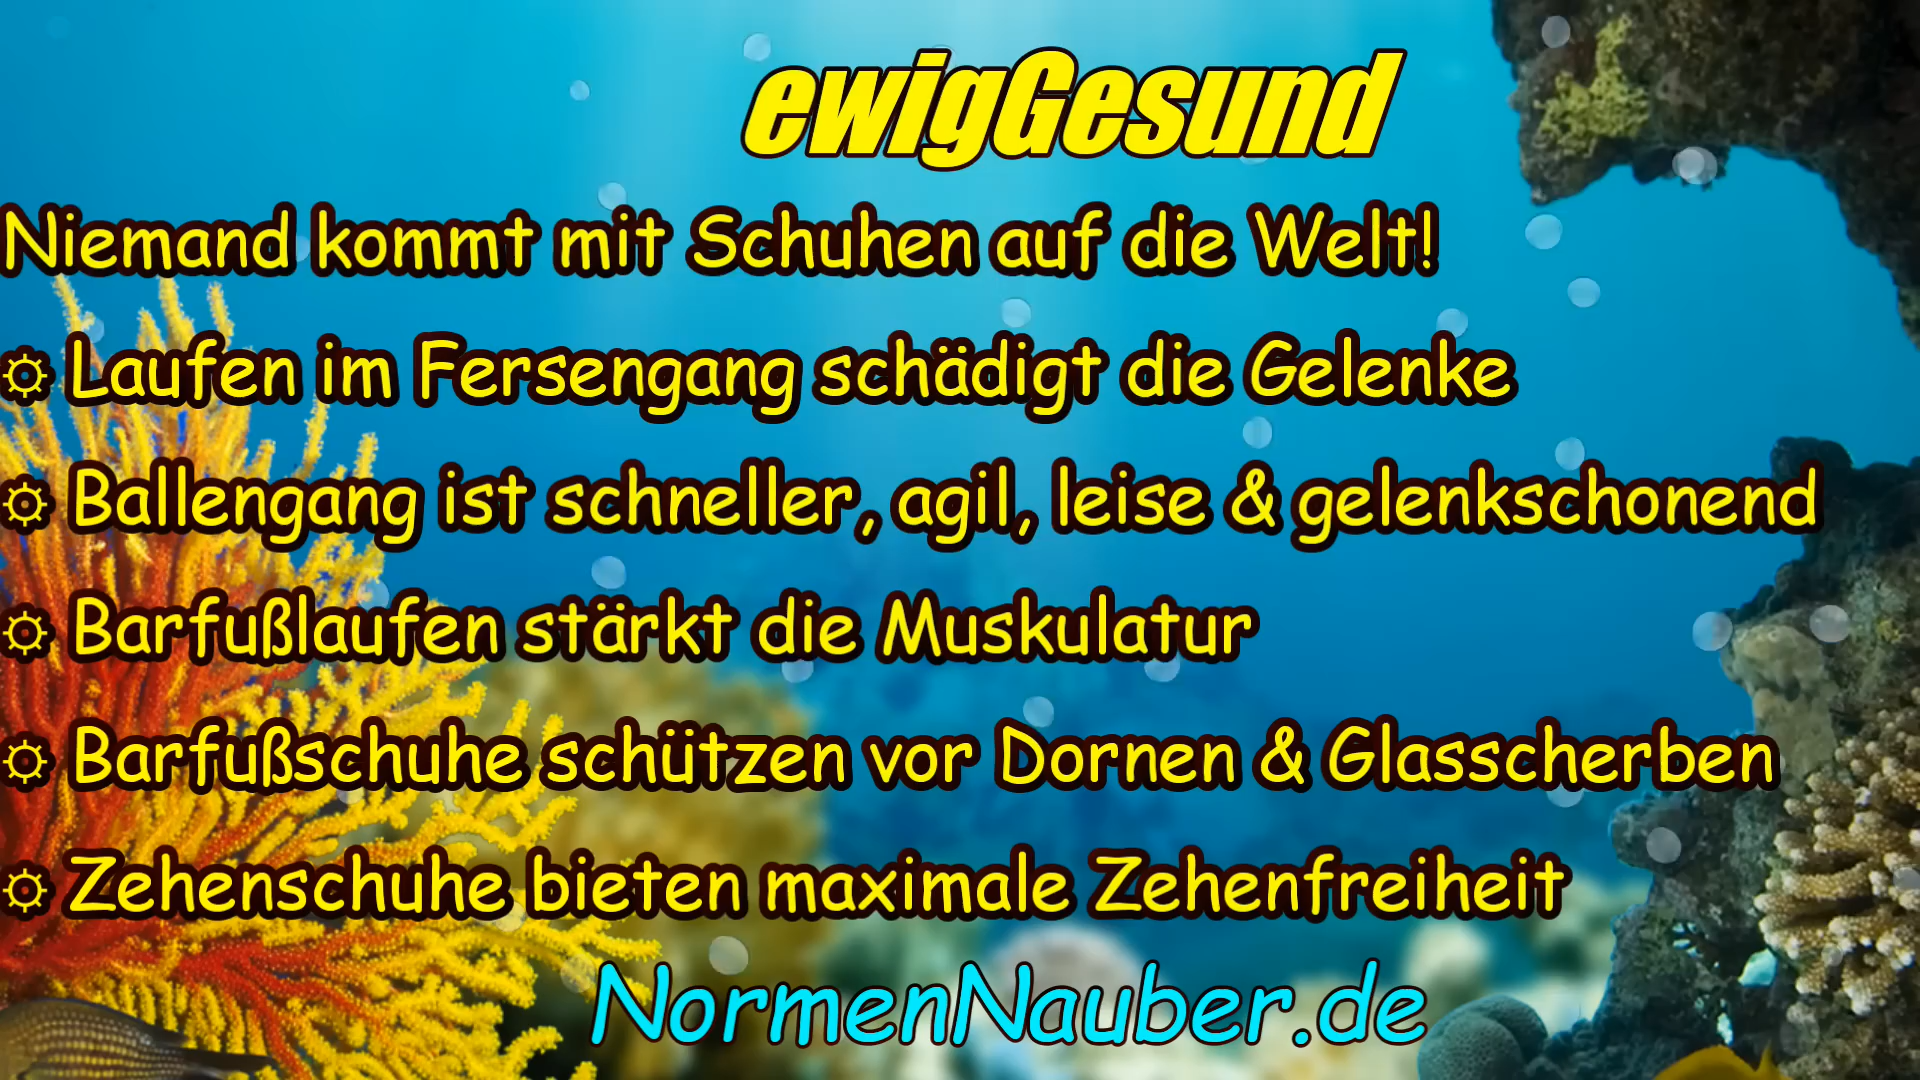 ewigGesund
Niemand kommt mit Schuhen auf die Welt!
☼ Laufen im Fersengang schädigt die Gelenke
☼ Ballengang ist schneller, agil, leise & gelenkschonend
☼ Barfußlaufen stärkt die Muskulatur
☼ Barfußschuhe schützen vor Dornen & Glasscherben
☼ Zehenschuhe bieten maximale Zehenfreiheit
NormenNauber.de